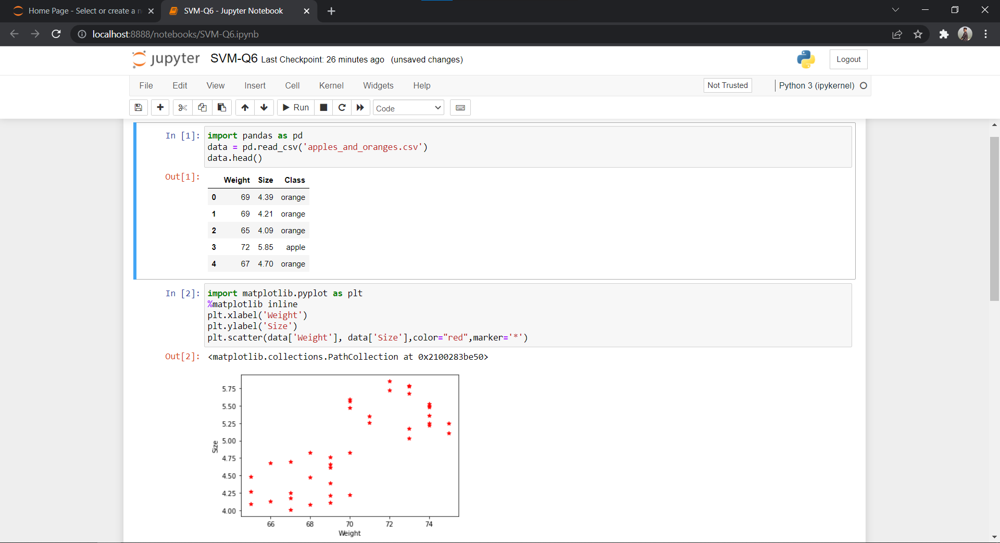 Home Page - Select or create a n
SVM-Q6 - Jupyter Notebook
localhost:8888/notebooks/SVM-Q6.ipynb
jupyter SVM-Q6 Last Checkpoint: 26 minutes ago (unsaved changes)
Logout
File Edit View Insert Cell Kernel Widgets Help
Not Trusted
Python 3 (ipykernel)
Run
Code
In [1]:
import pandas as pd
data = pd.read_csv('apples_and_oranges.csv')
data.head()
Out[1]:
Weight Size Class
0 69 4.39 orange
1 69 4.21 orange
2 65 4.09 orange
3 72 5.85 apple
4 67 4.70 orange
In [2]:
import matplotlib.pyplot as plt
%matplotlib inline
plt.xlabel('Weight')
plt.ylabel('Size')
plt.scatter(data['Weight'], data['Size'],color="red",marker='*')
Out[2]: <matplotlib.collections.PathCollection at 0x2100283be50>
5.75
5.50
5.25
5.00
4.75
4.50
4.25
4.00
Size
66 68 70 72 74
Weight